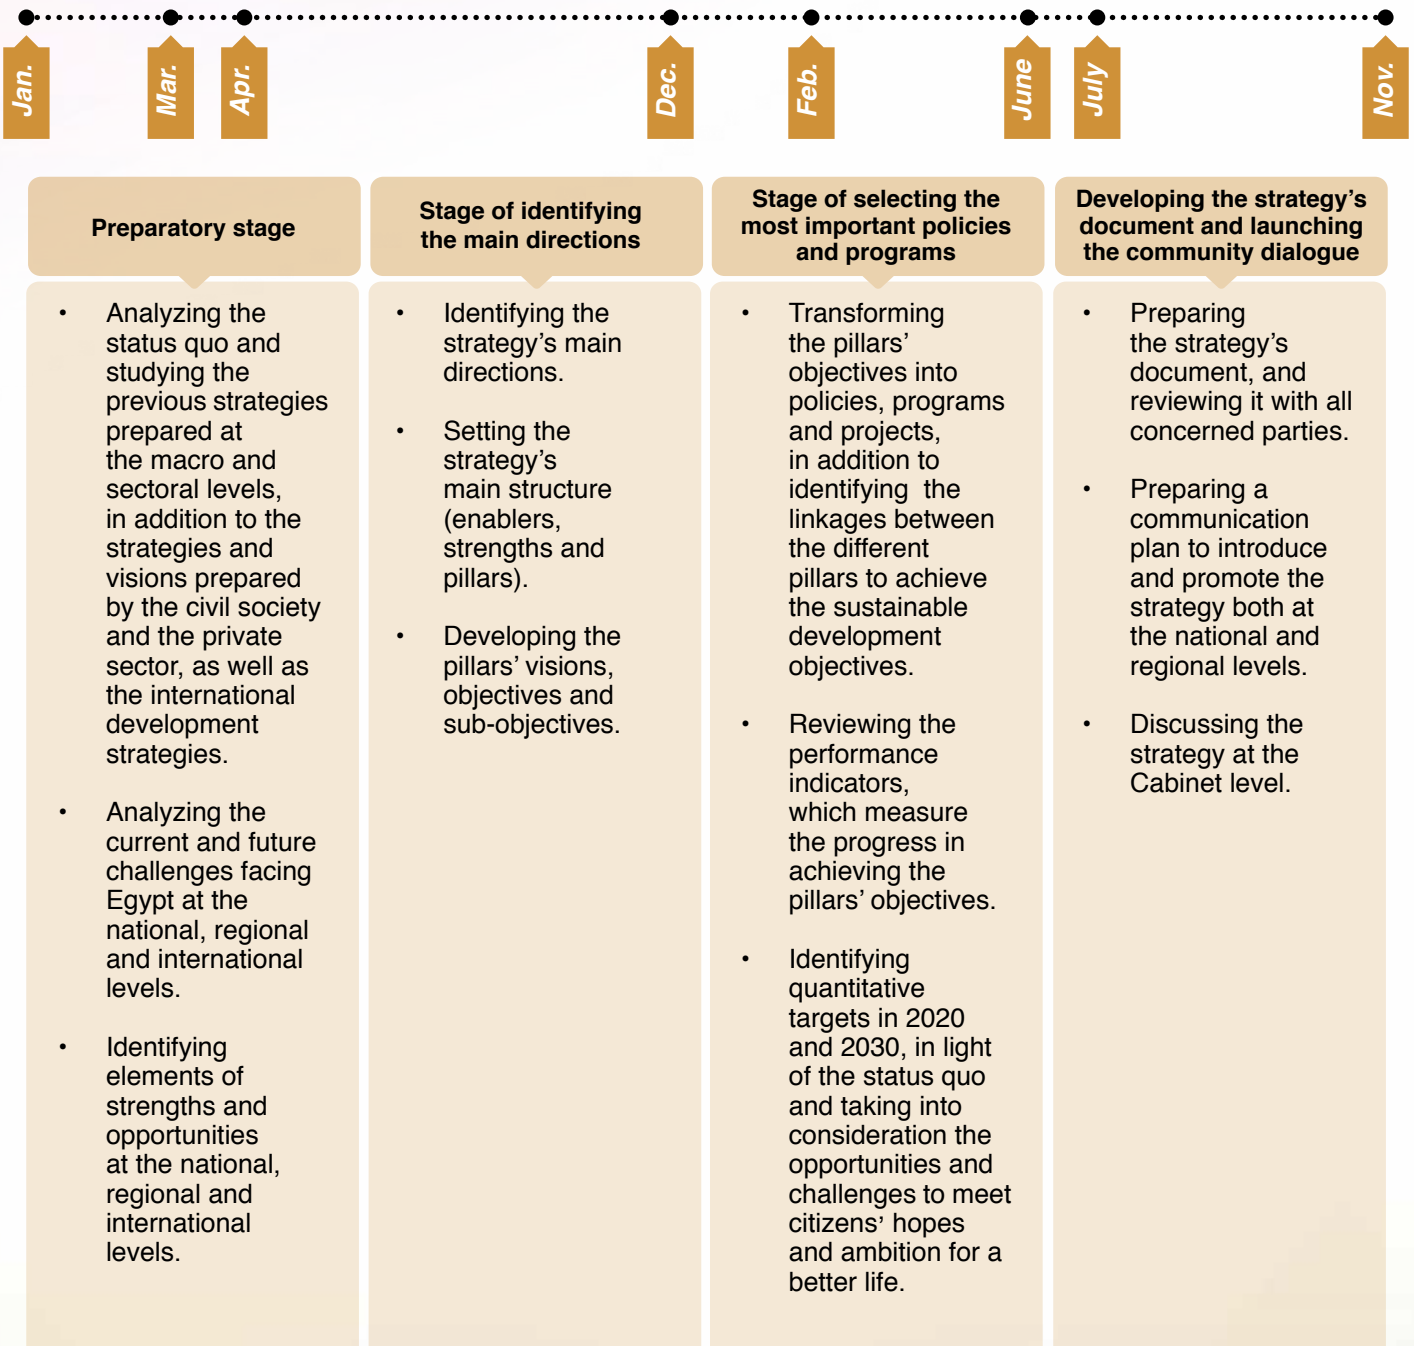 Jan.
Mar.
Apr.
Dec.
Feb.
June
July
Nov.
Preparatory stage
• Analyzing the
status quo and
studying the
previous strategies
prepared at
the macro and
sectoral levels,
in addition to the
strategies and
visions prepared
by the civil society
and the private
sector, as well as
the international
development
strategies.
• Analyzing the
current and future
challenges facing
Egypt at the
national, regional
and international
levels.
• Identifying
elements of
strengths and
opportunities
at the national,
regional and
international
levels.
Stage of identifying
the main directions
• Identifying the
strategy’s main
directions.
• Setting the
strategy’s
main structure
(enablers,
strengths and
pillars).
• Developing the
pillars’ visions,
objectives and
sub-objectives.
Stage of selecting the
most important policies
and programs
• Transforming
the pillars’
objectives into
policies, programs
and projects,
in addition to
identifying  the
linkages between
the different
pillars to achieve
the sustainable
development
objectives.
• Reviewing the
performance
indicators,
which measure
the progress in
achieving the
pillars’ objectives.
• Identifying
quantitative
targets in 2020
and 2030, in light
of the status quo
and taking into
consideration the
opportunities and
challenges to meet
citizens’ hopes
and ambition for a
better life.
Developing the strategy’s
document and launching
the community dialogue
• Preparing
the strategy’s
document, and
reviewing it with all
concerned parties.
• Preparing a
communication
plan to introduce
and promote the
strategy both at
the national and
regional levels.
• Discussing the
strategy at the
Cabinet level.